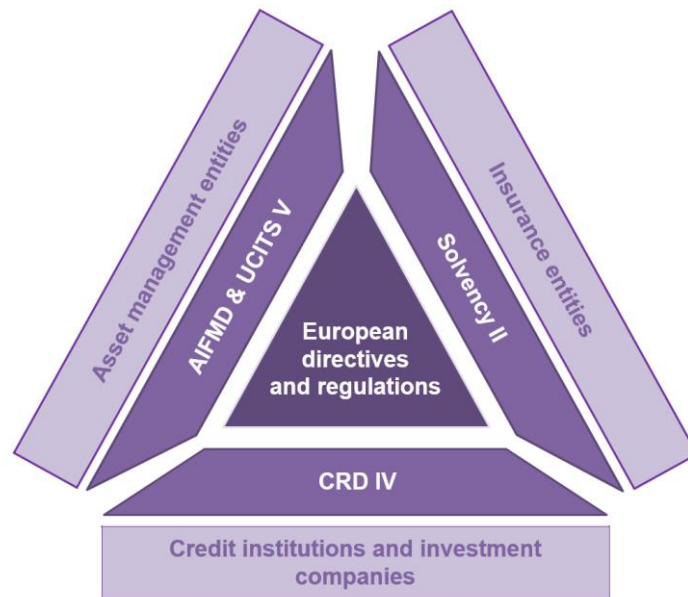 Asset management entities
AIFMD & UCITS V
Insurance entities
Solvency II
European
directives
and regulations
CRD IV
Credit institutions and investment
companies